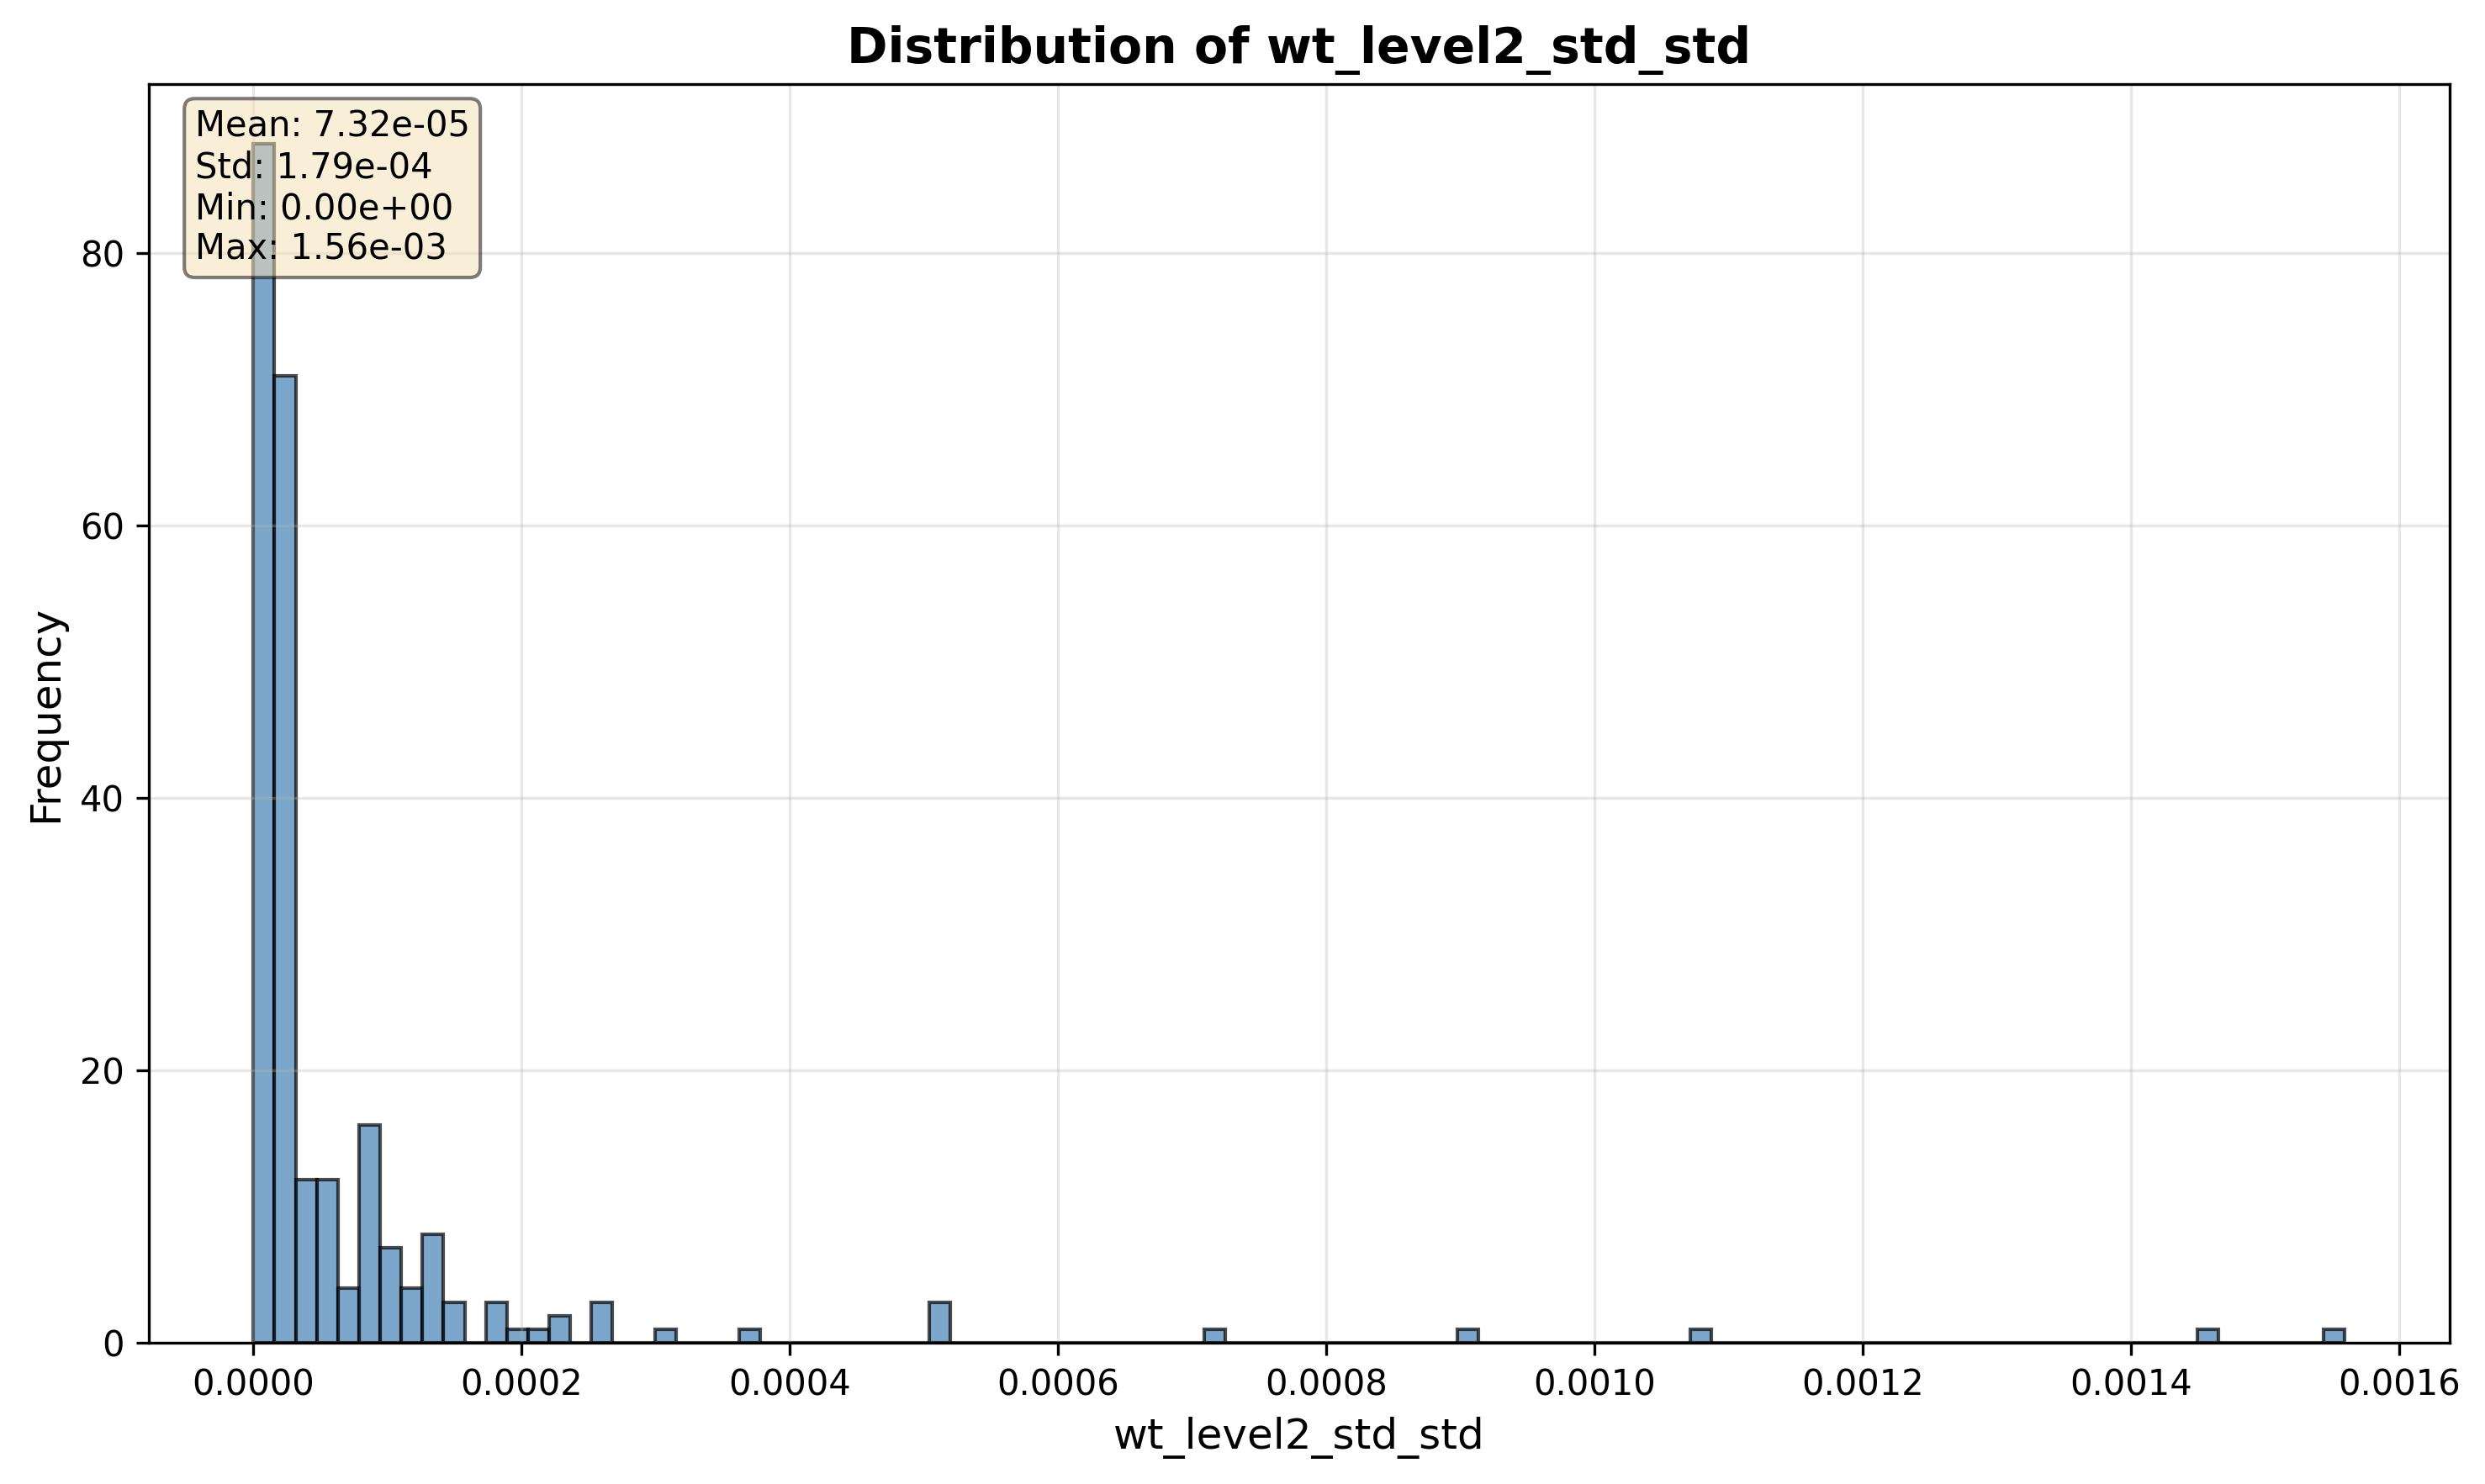 Distribution of wt_level2_std_std
Mean: 7.32e-05
Std: 1.79e-04
Min: 0.00e+00
Max: 1.56e-03
80
60
40
20
0
Frequency
0.0000 0.0002 0.0004 0.0006 0.0008 0.0010 0.0012 0.0014 0.0016
wt_level2_std_std